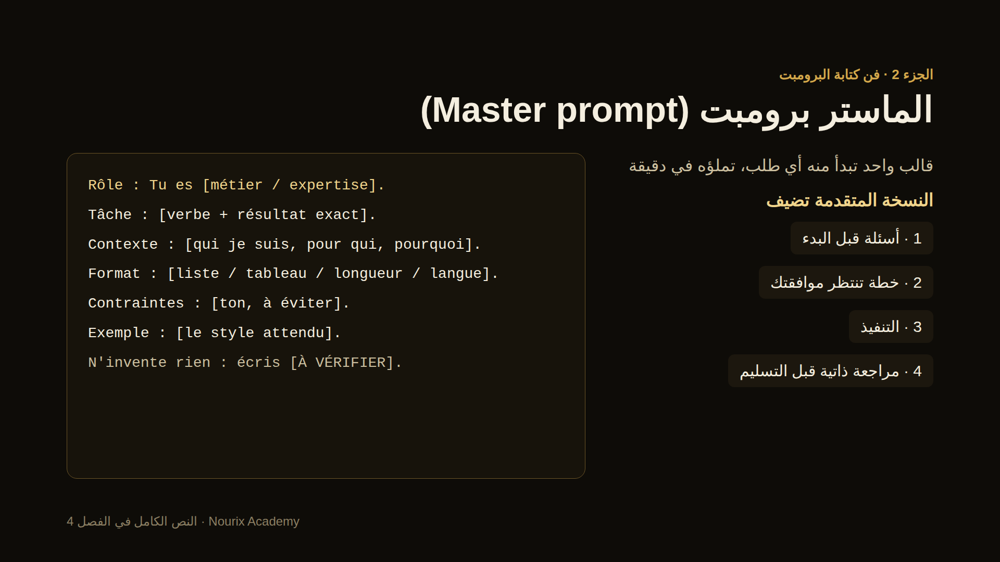 الجزء 2 · فن كتابة البرومبت
الماستر برومبت (Master prompt)
قالب واحد تبدأ منه أي طلب، تملؤه في دقيقة
النسخة المتقدمة تضيف
1 · أسئلة قبل البدء
2 · خطة تنتظر موافقتك
3 · التنفيذ
4 · مراجعة ذاتية قبل التسليم
Rôle : Tu es [métier / expertise].
Tâche : [verbe + résultat exact].
Contexte : [qui je suis, pour qui, pourquoi].
Format : [liste / tableau / longueur / langue].
Contraintes : [ton, à éviter].
Exemple : [le style attendu].
N'invente rien : écris [À VÉRIFIER].
Nourix Academy · النص الكامل في الفصل 4